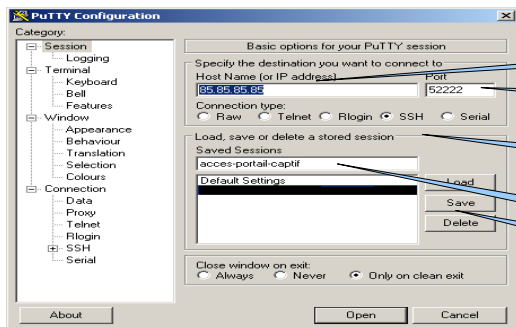 PuTTY Configuration
Category:
Session
Logging
Terminal
Keyboard
Bell
Features
Window
Appearance
Behaviour
Translation
Selection
Colours
Connection
Data
Proxy
Telnet
Rlogin
SSH
Serial
Basic options for your PuTTY session
Specify the destination you want to connect to
Host Name (or IP address) Port
85.85.85.85 52222
Connection type:
Raw Telnet Rlogin SSH Serial
Load, save or delete a stored session
Saved Sessions
acces-portail-captif
Default Settings
Load
Save
Delete
Close window on exit:
Always Never Only on clean exit
About Open Cancel